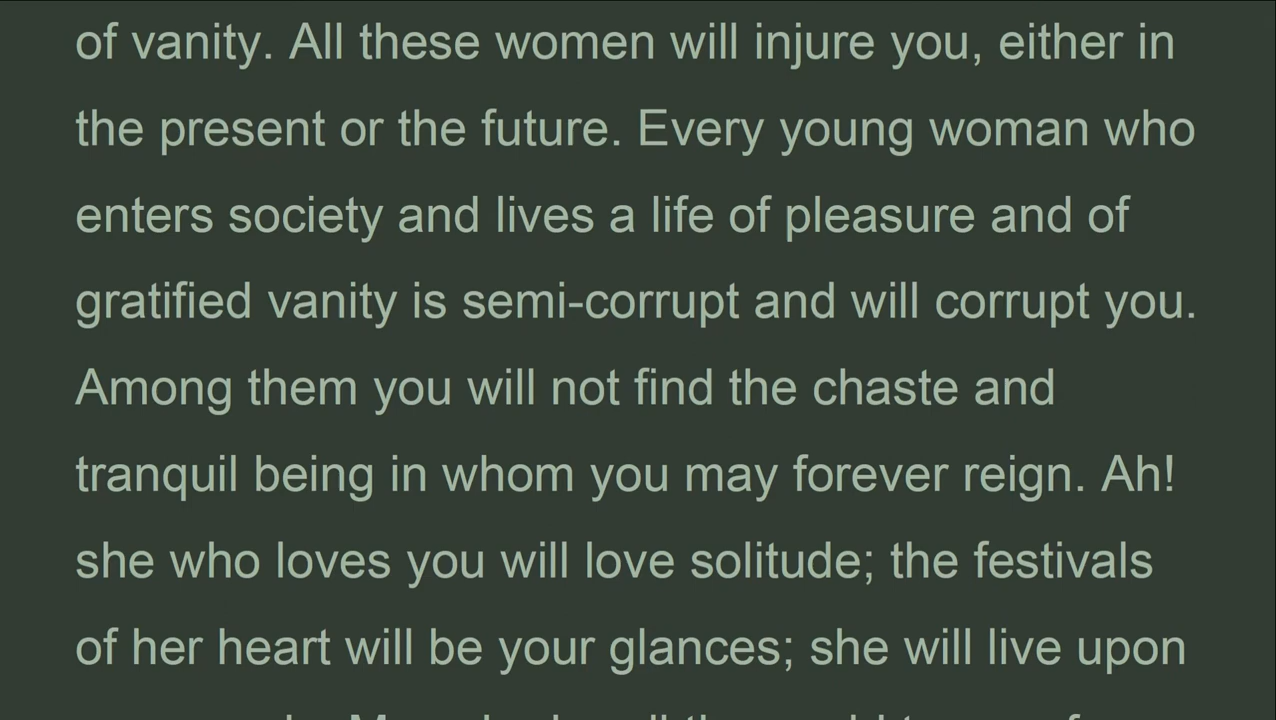 of vanity. All these women will injure you, either in
the present or the future. Every young woman who
enters society and lives a life of pleasure and of
gratified vanity is semi-corrupt and will corrupt you.
Among them you will not find the chaste and
tranquil being in whom you may forever reign. Ah!
she who loves you will love solitude; the festivals
of her heart will be your glances; she will live upon